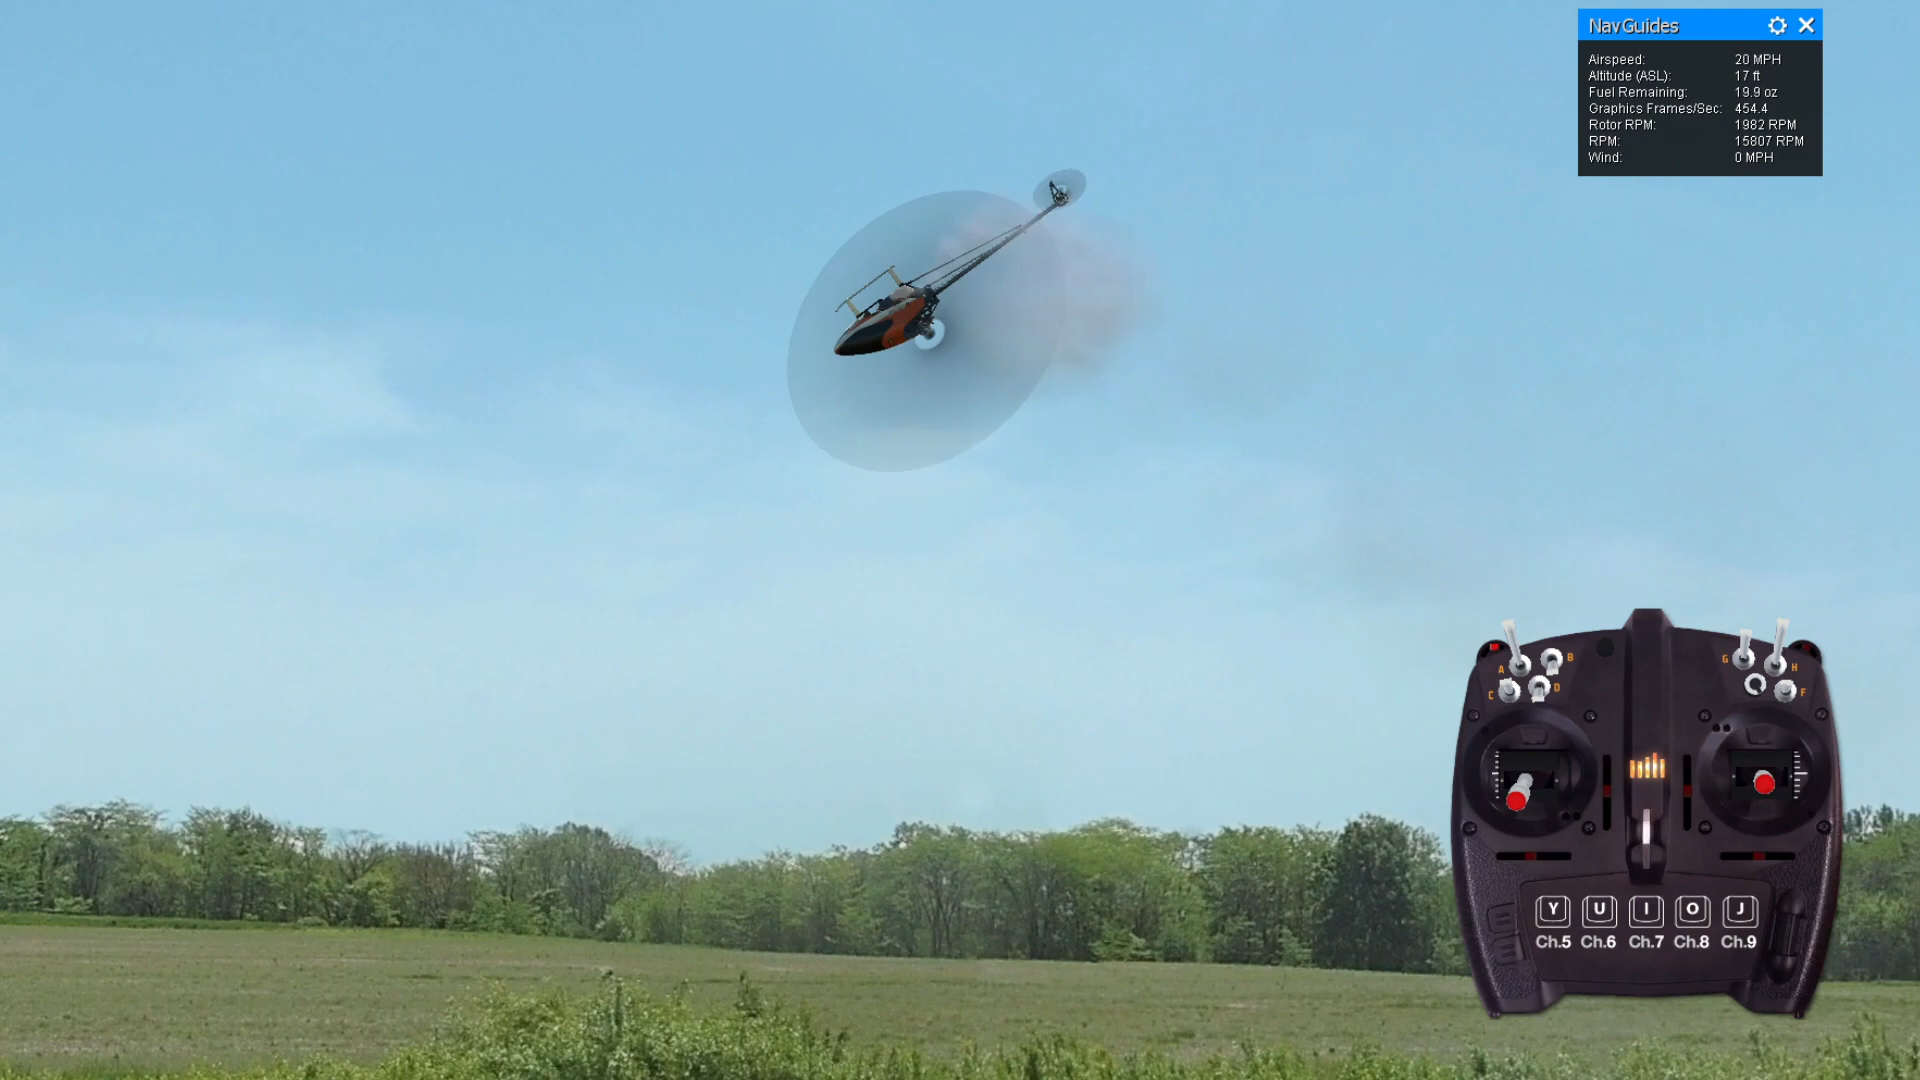 NavGuides
Airspeed: 20 MPH
Altitude (ASL): 17 ft
Fuel Remaining: 19.9 oz
Graphics Frames/Sec: 454.4
Rotor RPM: 1982 RPM
RPM: 15807 RPM
Wind: 0 MPH
A B G H
C D F
Y U I O J
Ch.5 Ch.6 Ch.7 Ch.8 Ch.9